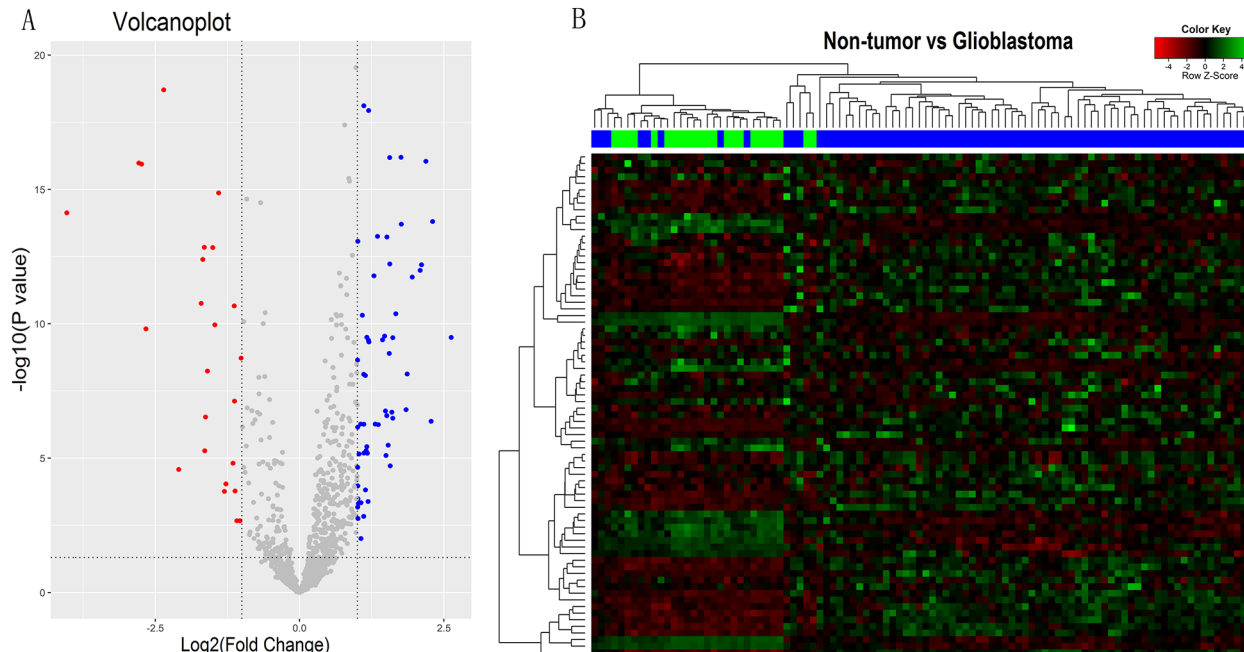 A
Volcanoplot
20
15
10
5
0
-log10(P value)
-2.5
0.0
2.5
Log2(Fold Change)
B
Non-tumor vs Glioblastoma
Color Key
-4
-2
0
2
4
Row Z-Score